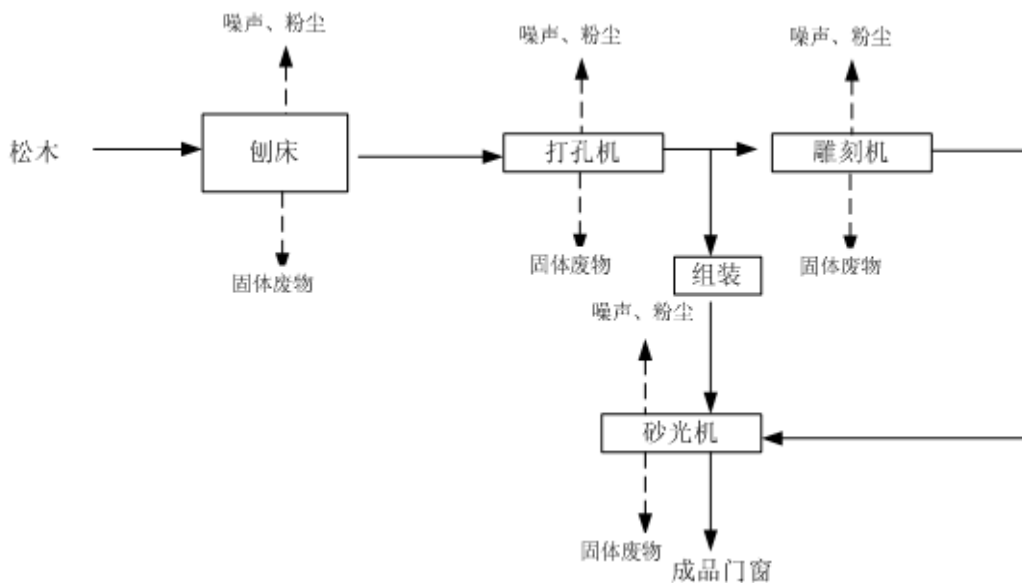 噪声、粉尘
噪声、粉尘
噪声、粉尘
松木
刨床
打孔机
雕刻机
固体废物
固体废物
固体废物
组装
噪声、粉尘
砂光机
固体废物
成品门窗